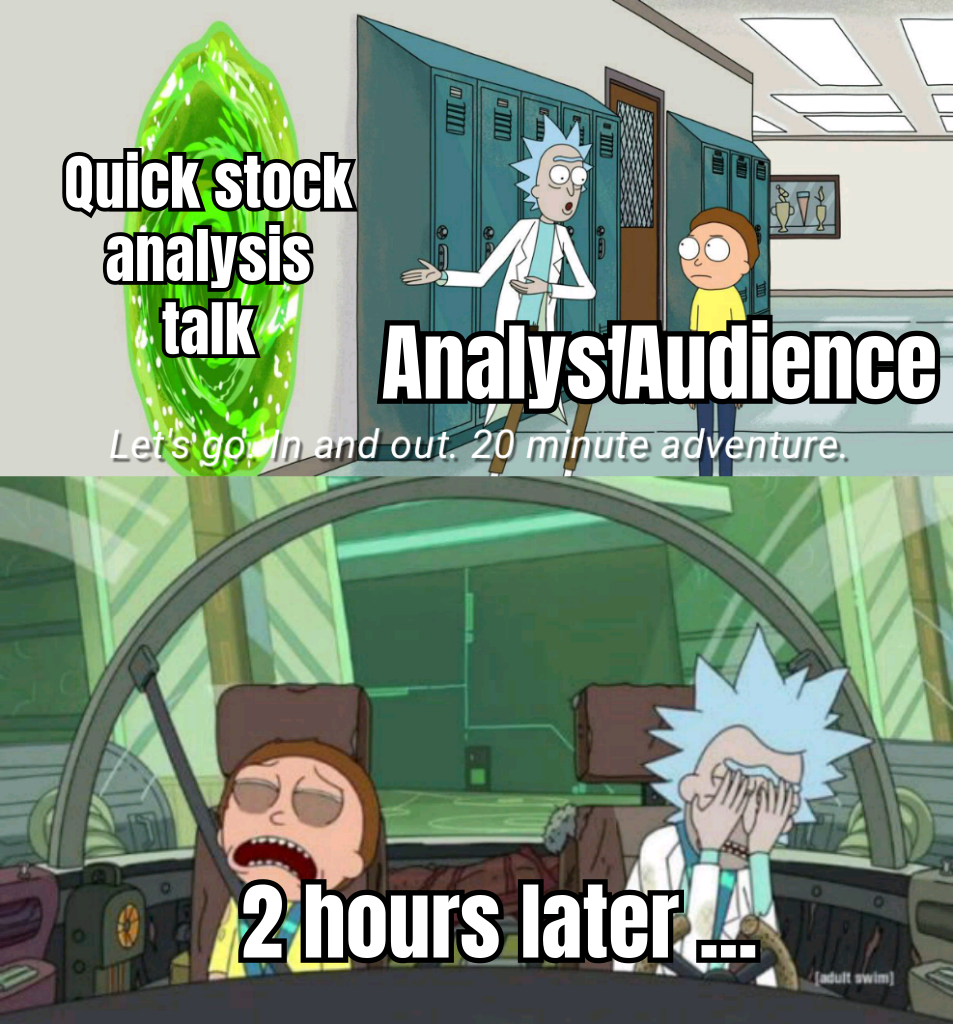 Quick stock
analysis
talk
Analyst Audience
Let's go. In and out. 20 minute adventure.
2 hours later ...
[adult swim]